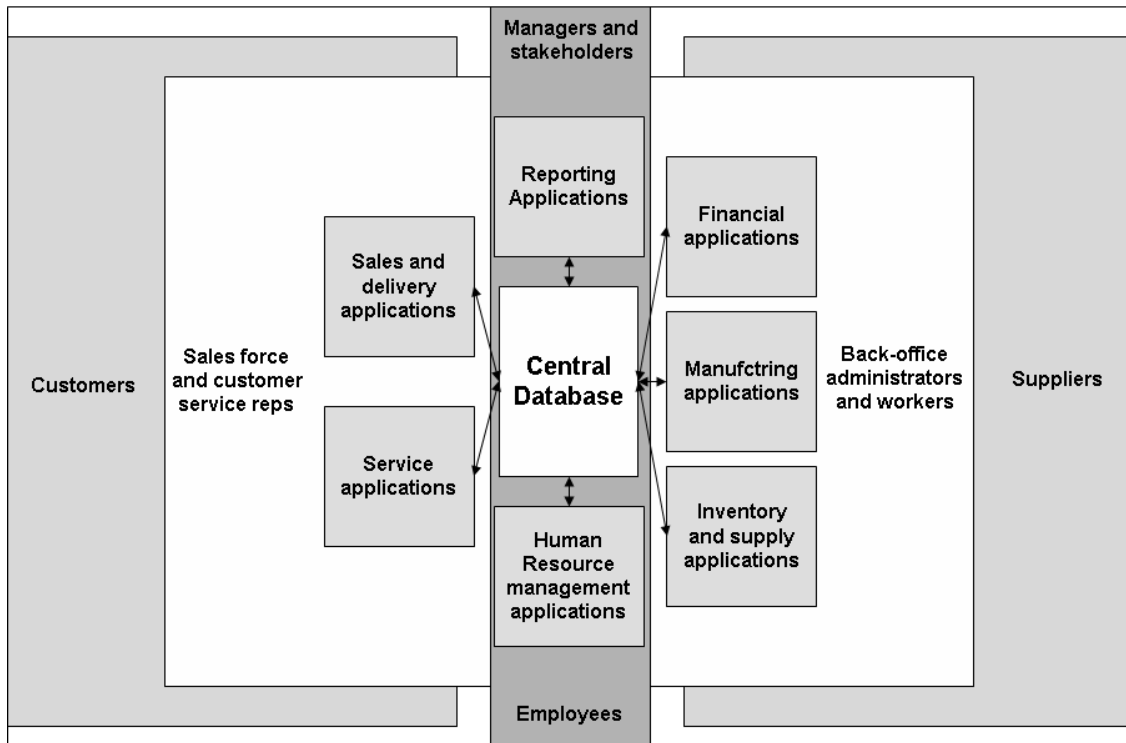 Managers and
stakeholders
Reporting
Applications
Financial
applications
Sales and
delivery
applications
Customers
Sales force
and customer
service reps
Central
Database
Manufctring
applications
Back-office
administrators
and workers
Suppliers
Service
applications
Inventory
and supply
applications
Human
Resource
management
applications
Employees